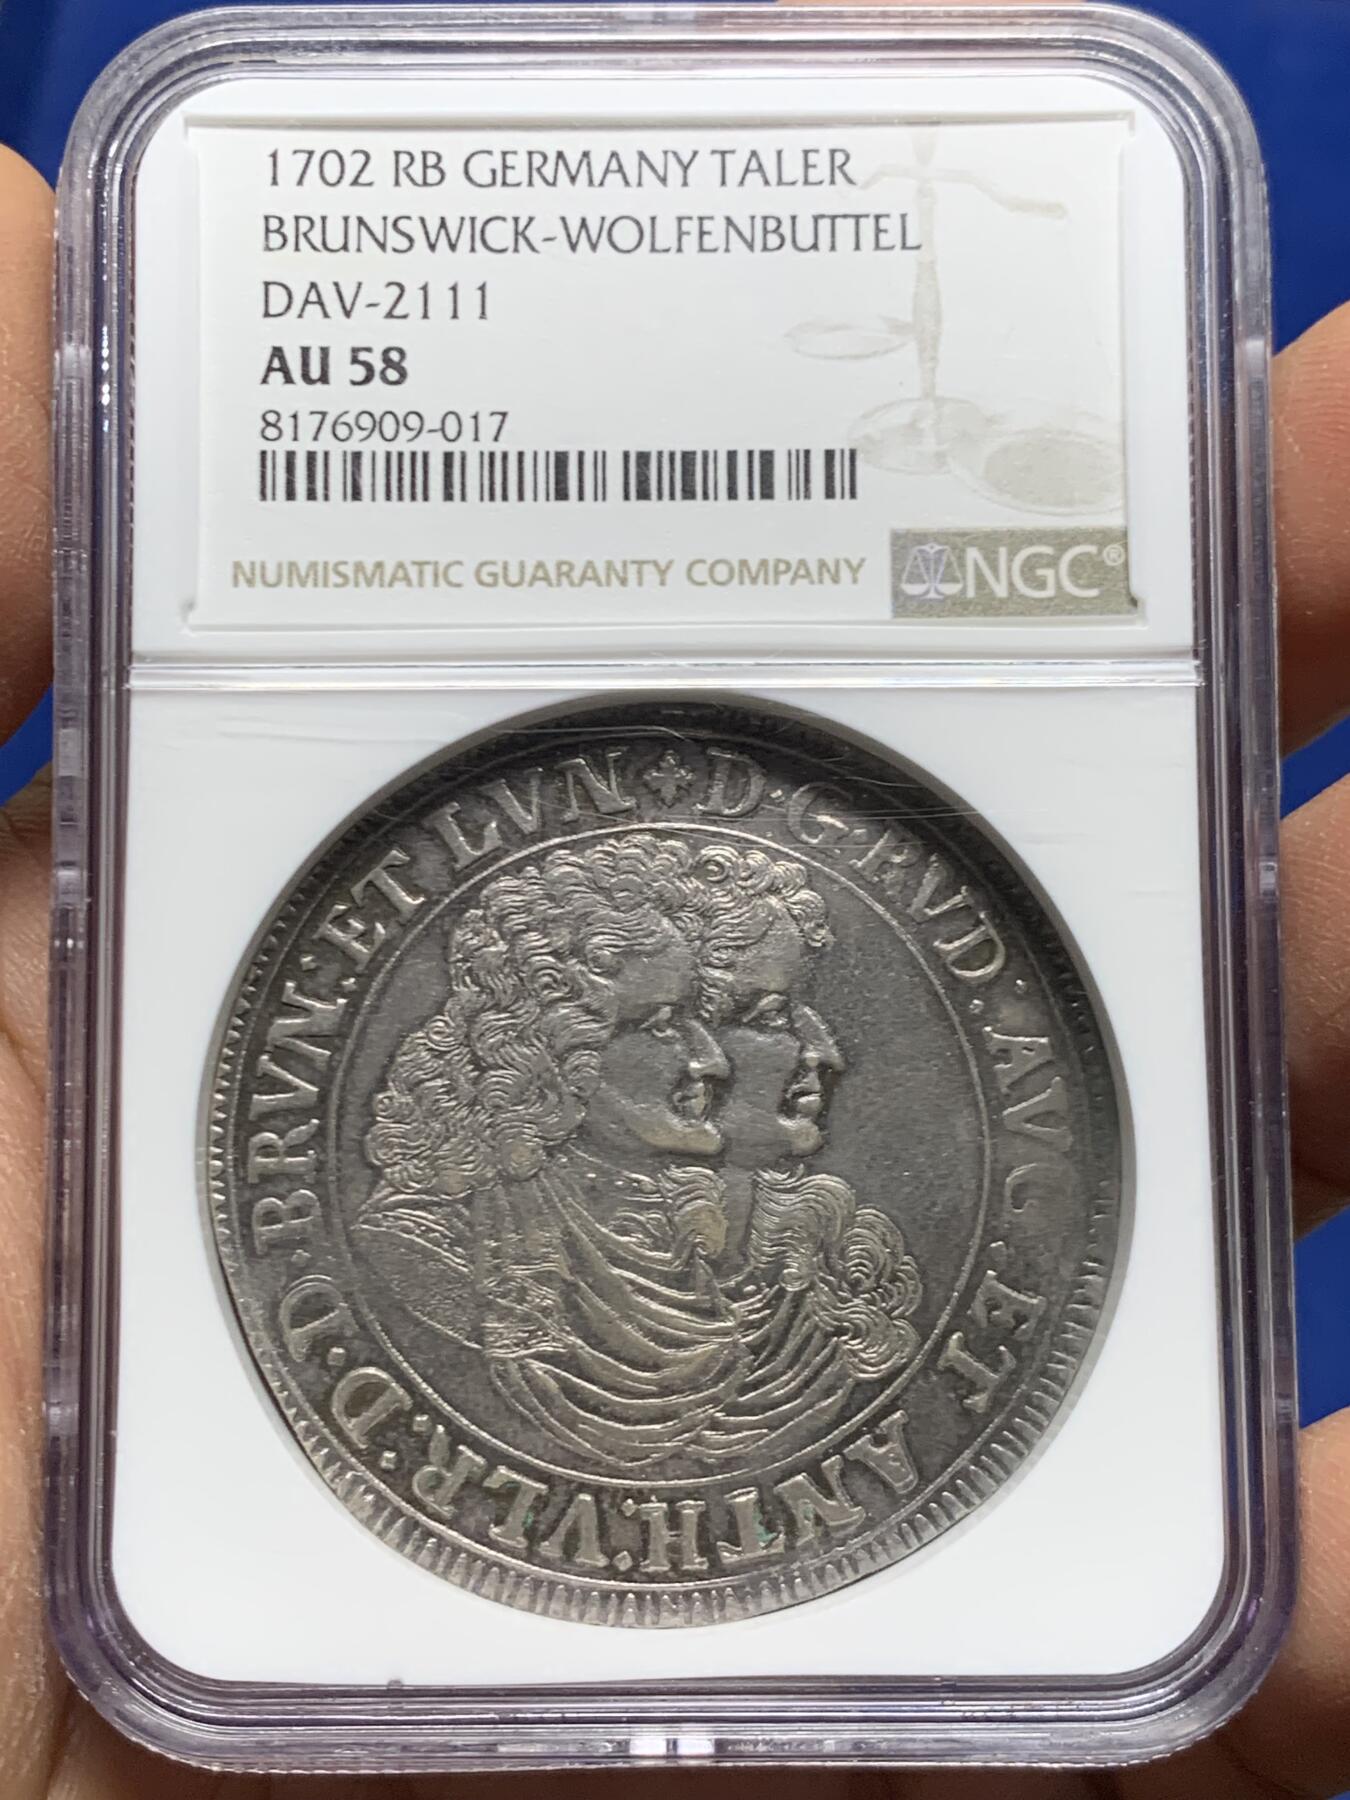 1702 RB GERMANY TALER
BRUNSWICK-WOLFENBUTTEL
DAV-2111
AU 58
8176909-017
NUMISMATIC GUARANTY COMPANY
NGC®
D·G·RVD·AVG·ET ANTH·VLR·D·D·BRVN·ET LVN